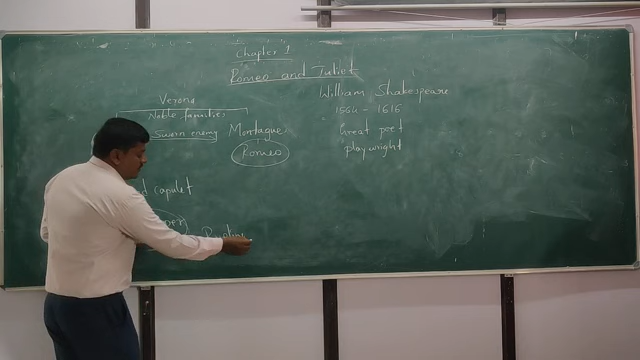 Chapter 1
Romeo and Juliet
William Shakespeare
1564 - 1616
Great poet
playwright
Verona
Noble families
Sworn enemy
Montague
Romeo
capulet